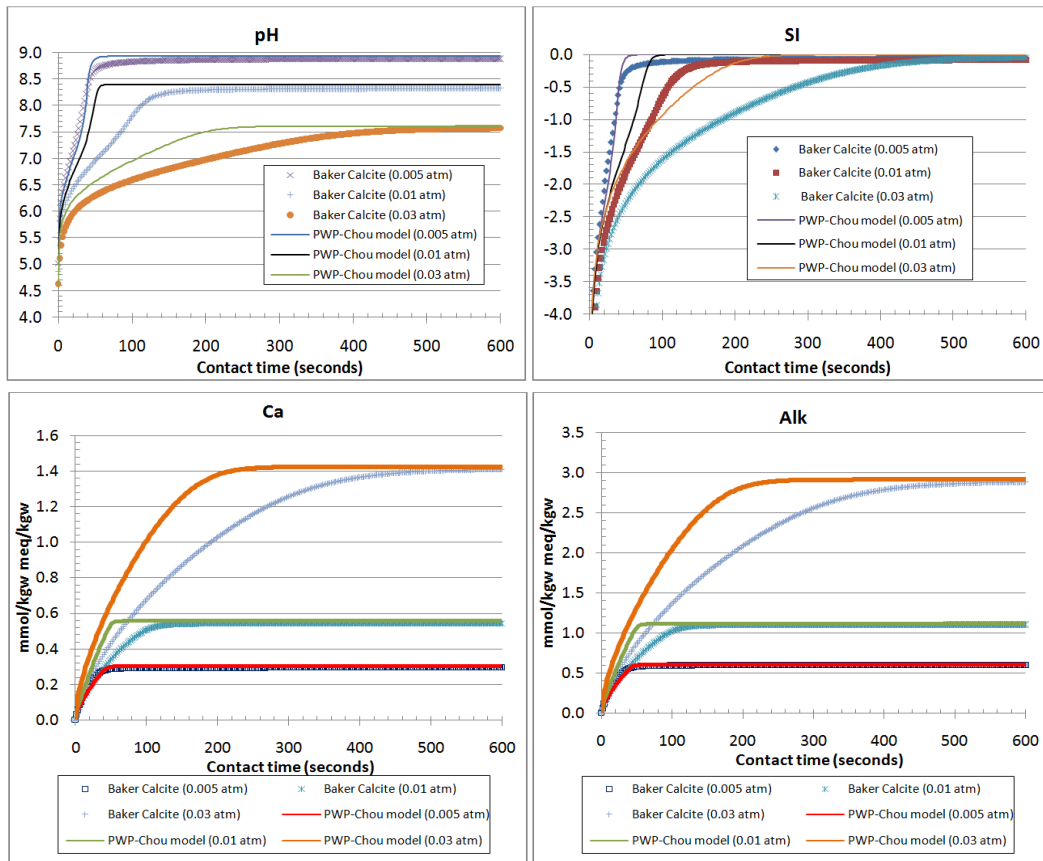 pH
9.0
8.5
8.0
7.5
7.0
6.5
6.0
5.5
5.0
4.5
4.0
0 100 200 300 400 500 600
Contact time (seconds)
Baker Calcite (0.005 atm)
Baker Calcite (0.01 atm)
Baker Calcite (0.03 atm)
PWP-Chou model (0.005 atm)
PWP-Chou model (0.01 atm)
PWP-Chou model (0.03 atm)
SI
0.0
-0.5
-1.0
-1.5
-2.0
-2.5
-3.0
-3.5
-4.0
0 100 200 300 400 500 600
Contact time (seconds)
Baker Calcite (0.005 atm)
Baker Calcite (0.01 atm)
Baker Calcite (0.03 atm)
PWP-Chou model (0.005 atm)
PWP-Chou model (0.01 atm)
PWP-Chou model (0.03 atm)
Ca
mmol/kgw meq/kgw
1.6
1.4
1.2
1.0
0.8
0.6
0.4
0.2
0.0
0 100 200 300 400 500 600
Contact time (seconds)
Baker Calcite (0.005 atm) Baker Calcite (0.01 atm)
Baker Calcite (0.03 atm) PWP-Chou model (0.005 atm)
PWP-Chou model (0.01 atm) PWP-Chou model (0.03 atm)
Alk
mmol/kgw meq/kgw
3.5
3.0
2.5
2.0
1.5
1.0
0.5
0.0
0 100 200 300 400 500 600
Contact time (seconds)
Baker Calcite (0.005 atm) Baker Calcite (0.01 atm)
Baker Calcite (0.03 atm) PWP-Chou model (0.005 atm)
PWP-Chou model (0.01 atm) PWP-Chou model (0.03 atm)